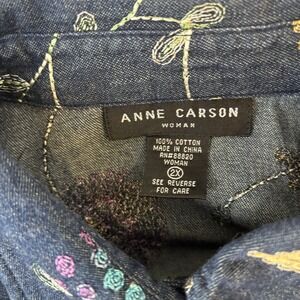 ANNE CARSON
WOMAN
100% COTTON
MADE IN CHINA
RN#88820
WOMAN
2X
SEE REVERSE
FOR CARE